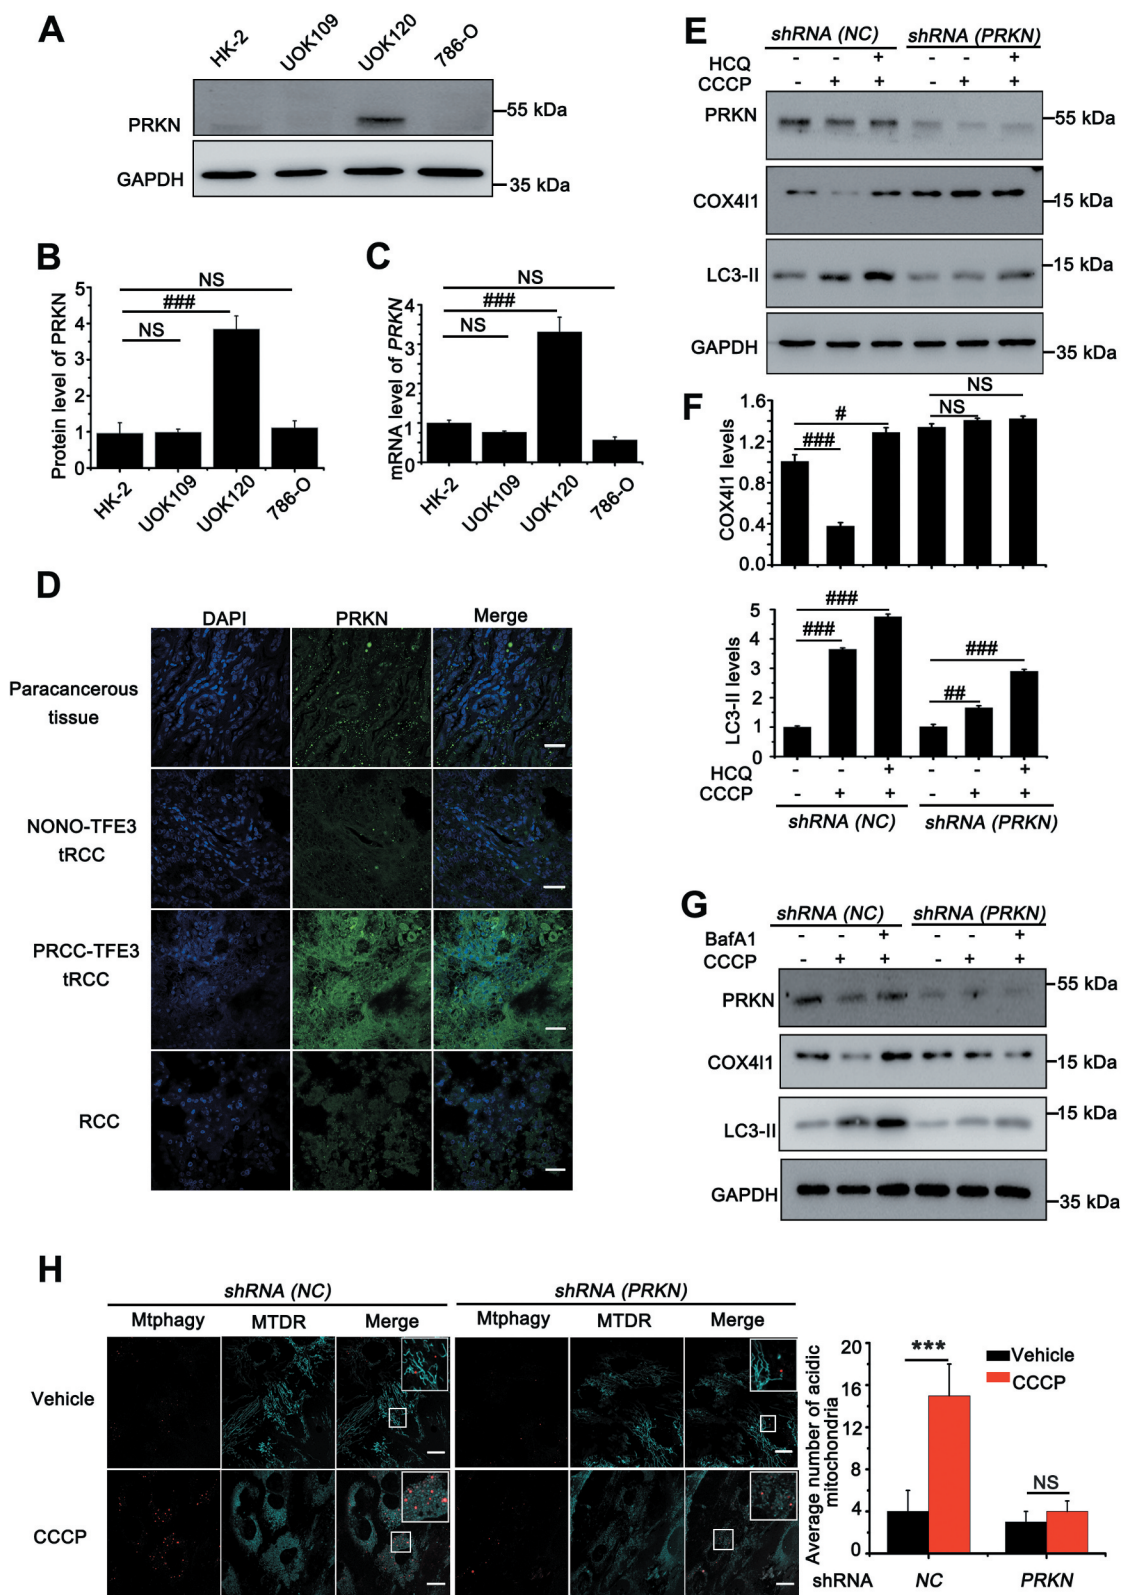 A
HK-2
UOK109
UOK120
786-O
PRKN
55 kDa
GAPDH
35 kDa
B
Protein level of PRKN
5
4
3
2
1
0
NS
###
NS
HK-2
UOK109
UOK120
786-O
C
mRNA level of PRKN
4
3
2
1
0
NS
###
NS
HK-2
UOK109
UOK120
786-O
D
DAPI PRKN Merge
Paracancerous
tissue
NONO-TFE3
tRCC
PRCC-TFE3
tRCC
RCC
E
shRNA (NC) shRNA (PRKN)
HCQ - - + - - +
CCCP - + + - + +
PRKN
55 kDa
COX4I1
15 kDa
LC3-II
15 kDa
GAPDH
35 kDa
F
COX4I1 levels
1.6
1.2
0.8
0.4
0.0
#
###
NS
NS
LC3-II levels
5
4
3
2
1
0
###
###
###
##
HCQ - - + - - +
CCCP - + + - + +
shRNA (NC) shRNA (PRKN)
G
shRNA (NC) shRNA (PRKN)
BafA1 - - + - - +
CCCP - + + - + +
PRKN
55 kDa
COX4I1
15 kDa
LC3-II
15 kDa
GAPDH
35 kDa
H
shRNA (NC) shRNA (PRKN)
Mtphagy MTDR Merge Mtphagy MTDR Merge
Vehicle
CCCP
Average number of acidic
mitochondria
20
16
12
8
4
0
***
NS
Vehicle
CCCP
shRNA NC PRKN